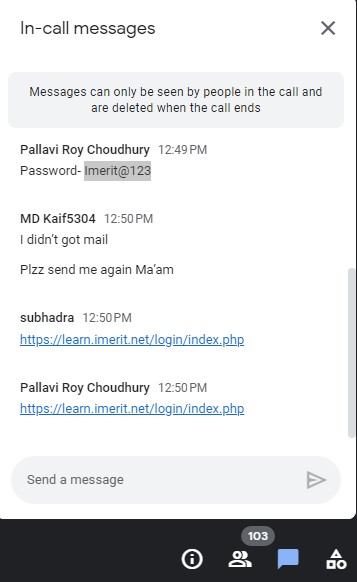 In-call messages
Messages can only be seen by people in the call and
are deleted when the call ends
Pallavi Roy Choudhury 12:49 PM
Password- Imerit@123
MD Kaif5304 12:50 PM
I didn't got mail
Plzz send me again Ma'am
subhadra 12:50 PM
https://learn.imerit.net/login/index.php
Pallavi Roy Choudhury 12:50 PM
https://learn.imerit.net/login/index.php
Send a message
103